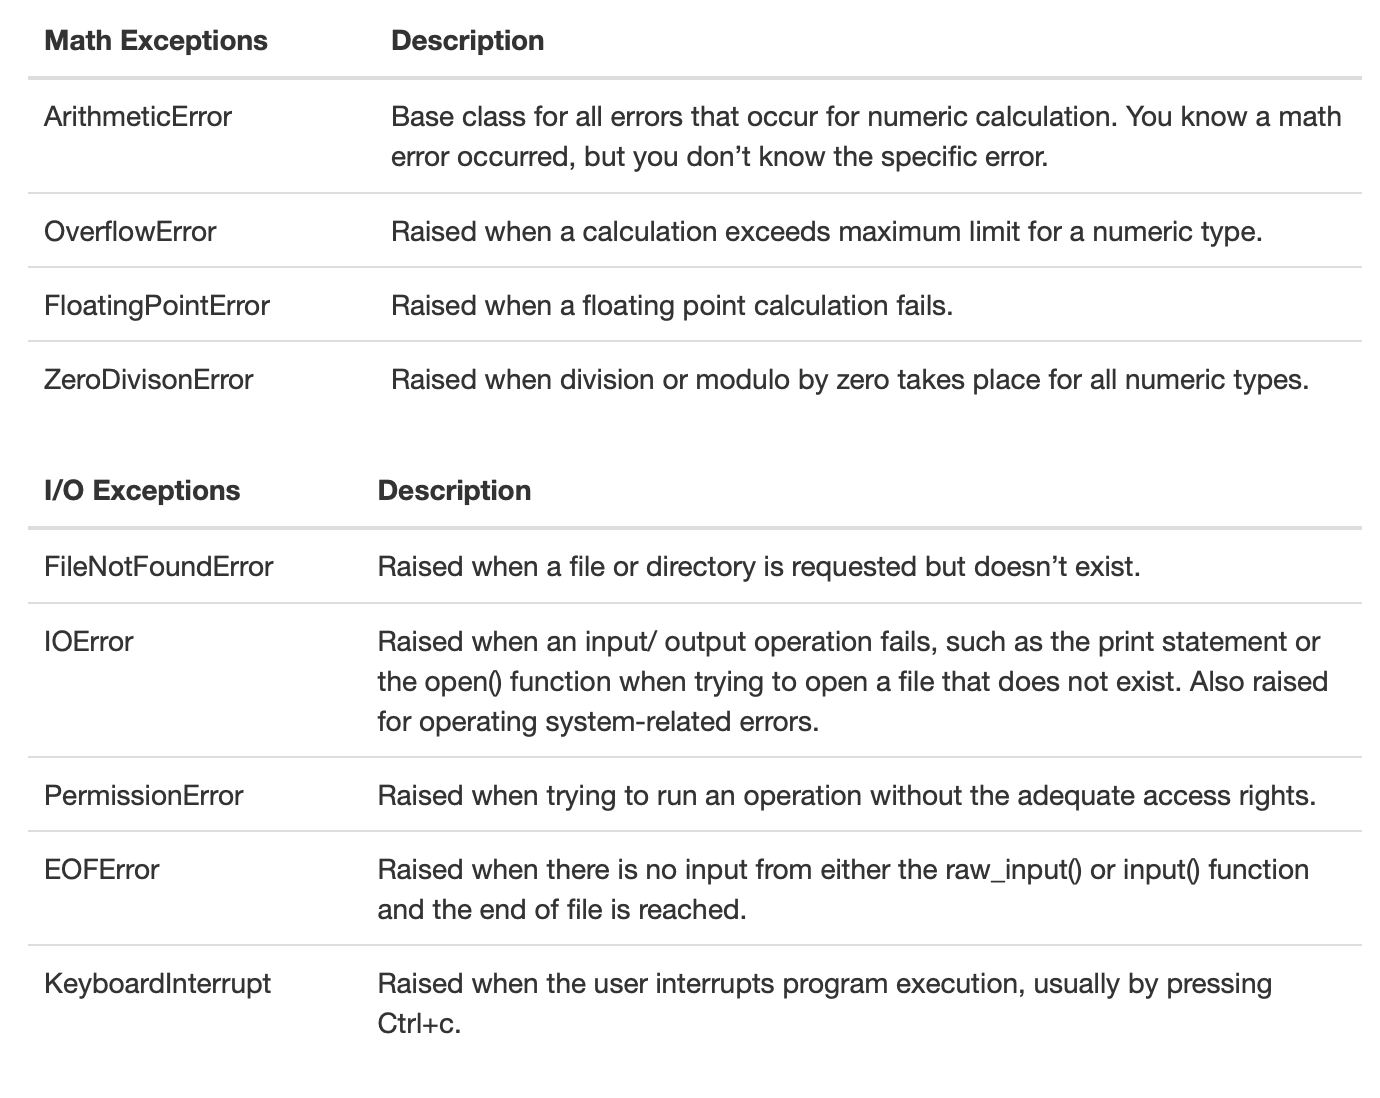 Math Exceptions Description
ArithmeticError Base class for all errors that occur for numeric calculation. You know a math
error occurred, but you don’t know the specific error.
OverflowError Raised when a calculation exceeds maximum limit for a numeric type.
FloatingPointError Raised when a floating point calculation fails.
ZeroDivisonError Raised when division or modulo by zero takes place for all numeric types.
I/O Exceptions Description
FileNotFoundError Raised when a file or directory is requested but doesn’t exist.
IOError Raised when an input/ output operation fails, such as the print statement or
the open() function when trying to open a file that does not exist. Also raised
for operating system-related errors.
PermissionError Raised when trying to run an operation without the adequate access rights.
EOFError Raised when there is no input from either the raw_input() or input() function
and the end of file is reached.
KeyboardInterrupt Raised when the user interrupts program execution, usually by pressing
Ctrl+c.